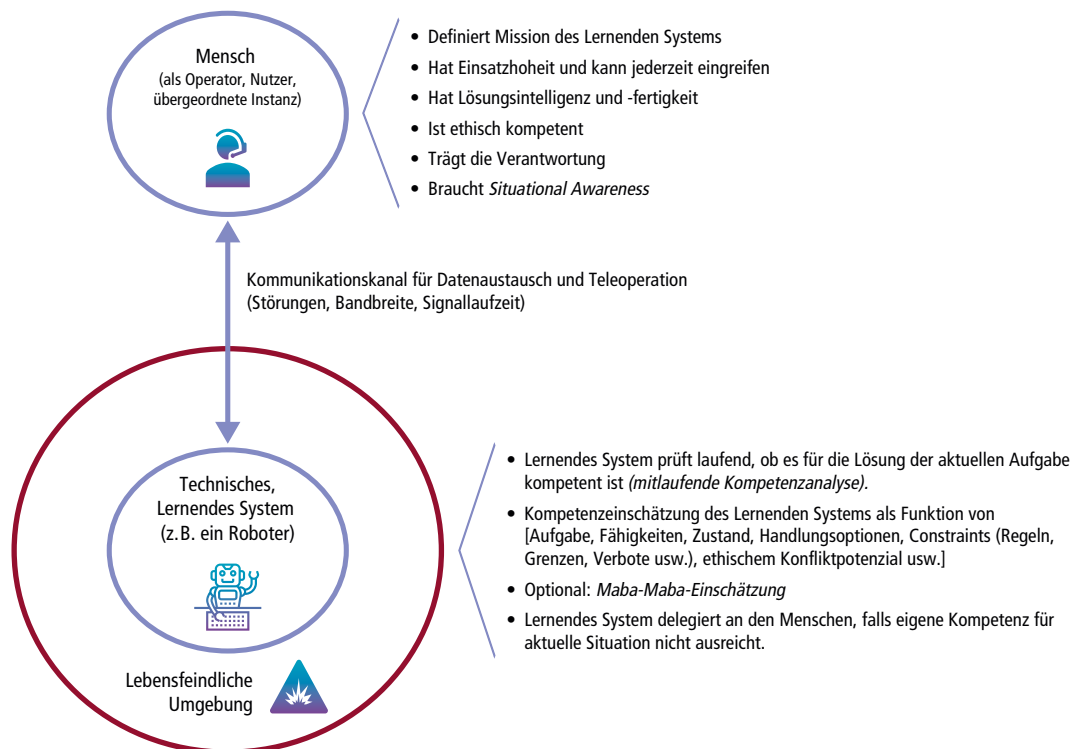 Mensch
(als Operator, Nutzer,
übergeordnete Instanz)
• Definiert Mission des Lernenden Systems
• Hat Einsatzhoheit und kann jederzeit eingreifen
• Hat Lösungsintelligenz und -fertigkeit
• Ist ethisch kompetent
• Trägt die Verantwortung
• Braucht Situational Awareness
Kommunikationskanal für Datenaustausch und Teleoperation
(Störungen, Bandbreite, Signallaufzeit)
Technisches,
Lernendes System
(z.B. ein Roboter)
Lebensfeindliche
Umgebung
• Lernendes System prüft laufend, ob es für die Lösung der aktuellen Aufgabe
kompetent ist (mitlaufende Kompetenzanalyse).
• Kompetenzeinschätzung des Lernenden Systems als Funktion von
[Aufgabe, Fähigkeiten, Zustand, Handlungsoptionen, Constraints (Regeln,
Grenzen, Verbote usw.), ethischem Konfliktpotenzial usw.]
• Optional: Maba-Maba-Einschätzung
• Lernendes System delegiert an den Menschen, falls eigene Kompetenz für
aktuelle Situation nicht ausreicht.